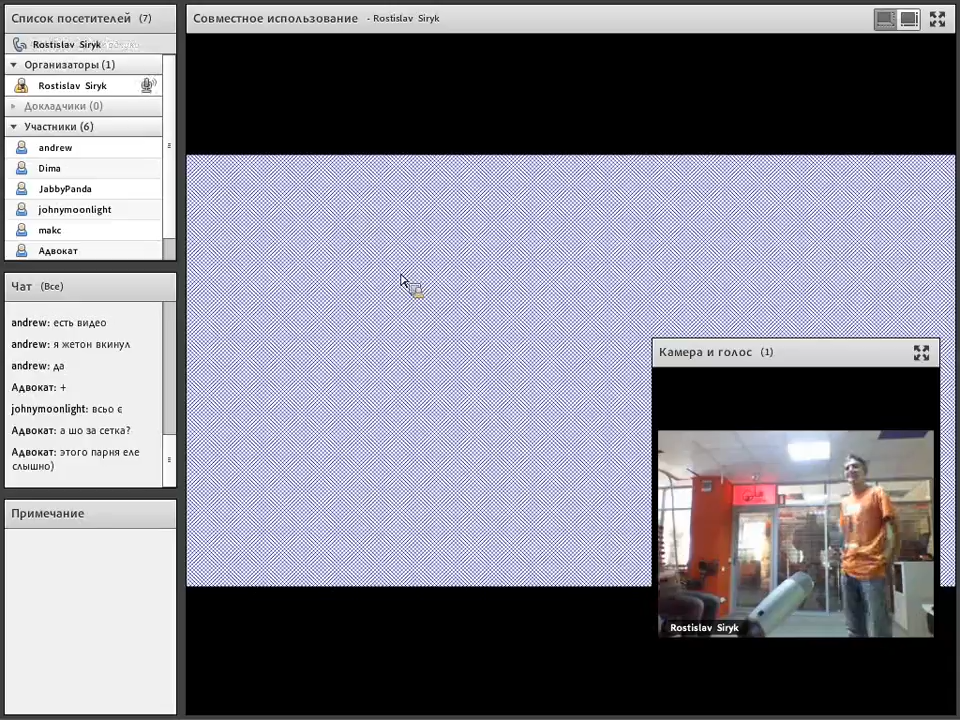 Список посетителей (7)
Rostislav Siryk
Организаторы (1)
Rostislav Siryk
Докладчики (0)
Участники (6)
andrew
Dima
JabbyPanda
johnymoonlight
макс
Адвокат
Чат (Все)
andrew: есть видео
andrew: я жетон вкинул
andrew: да
Адвокат: +
johnymoonlight: всьо є
Адвокат: а шо за сетка?
Адвокат: этого парня еле
слышно)
Примечание
Совместное использование - Rostislav Siryk
Камера и голос (1)
Rostislav Siryk